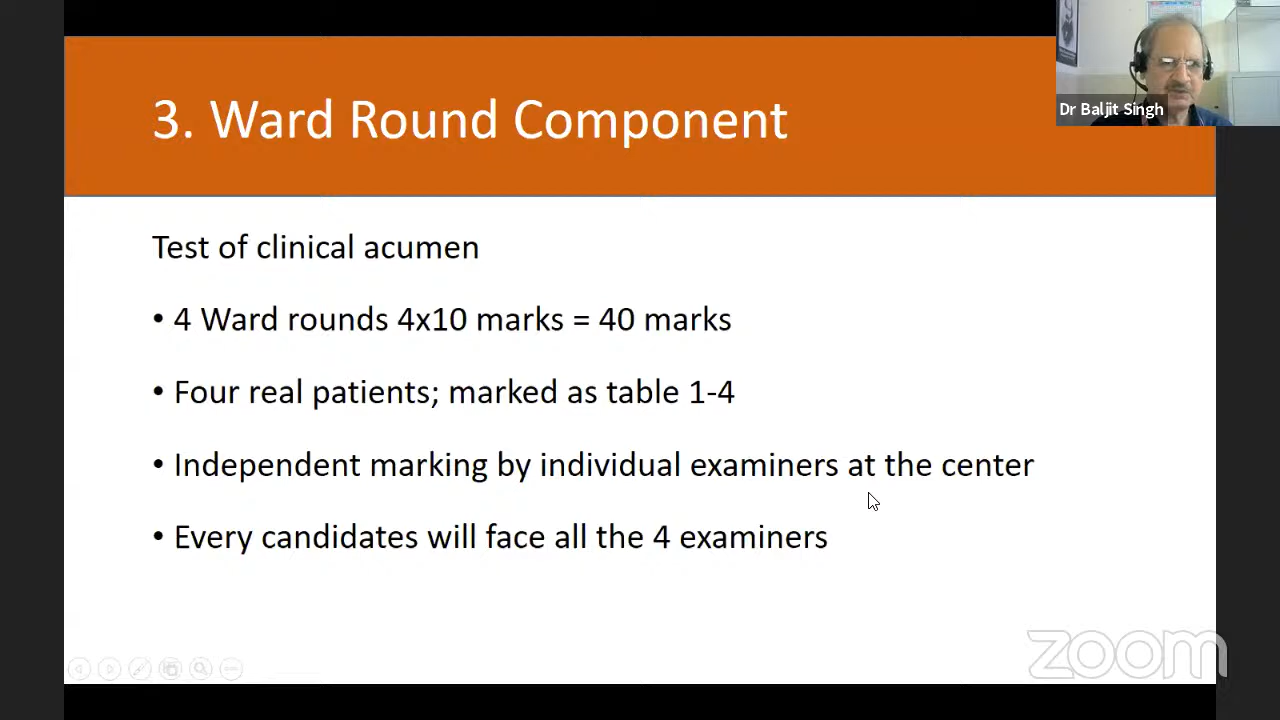 3. Ward Round Component
Dr Baljit Singh
Test of clinical acumen
• 4 Ward rounds 4x10 marks = 40 marks
• Four real patients; marked as table 1-4
• Independent marking by individual examiners at the center
• Every candidates will face all the 4 examiners
zoom